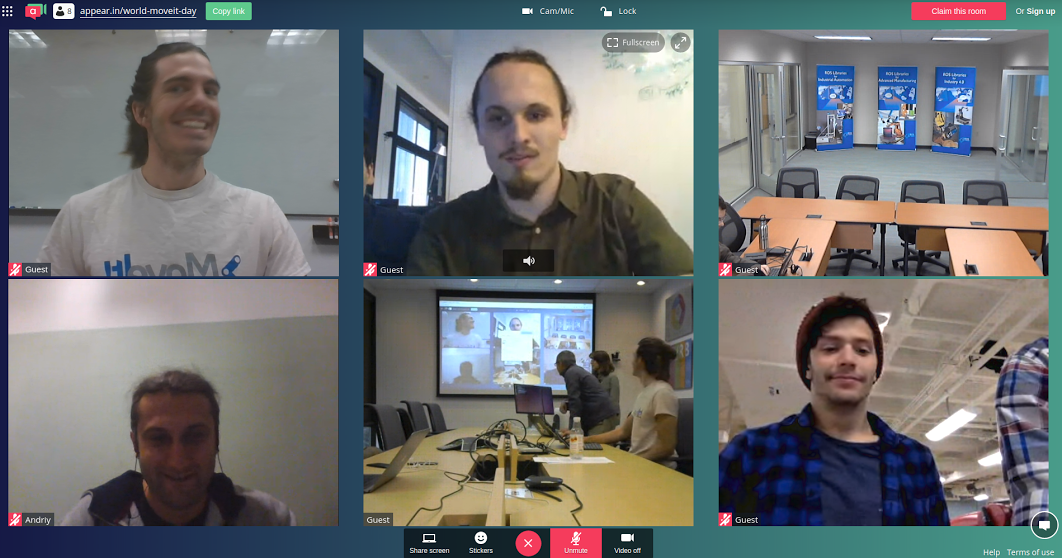 8
appear.in/world-moveit-day
Copy link
Cam/Mic
Lock
Claim this room
Or Sign up
Fullscreen
MoveIt
Guest
Guest
ROS Libraries
for
Industrial Automation
ROS Libraries
for
Advanced Manufacturing
ROS Libraries
for
Industry 4.0
Guest
Andriy
Guest
Guest
Share screen
Stickers
Unmute
Video off
Help
Terms of use